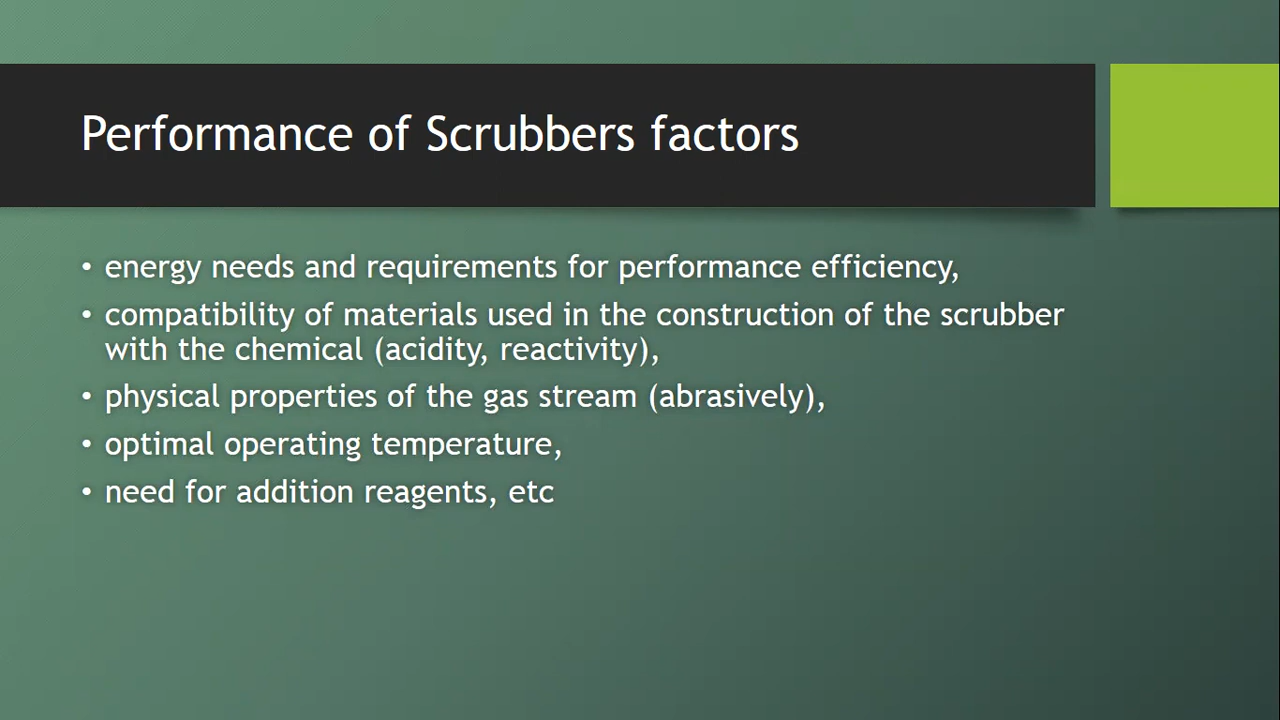 Performance of Scrubbers factors
• energy needs and requirements for performance efficiency,
• compatibility of materials used in the construction of the scrubber
with the chemical (acidity, reactivity),
• physical properties of the gas stream (abrasively),
• optimal operating temperature,
• need for addition reagents, etc